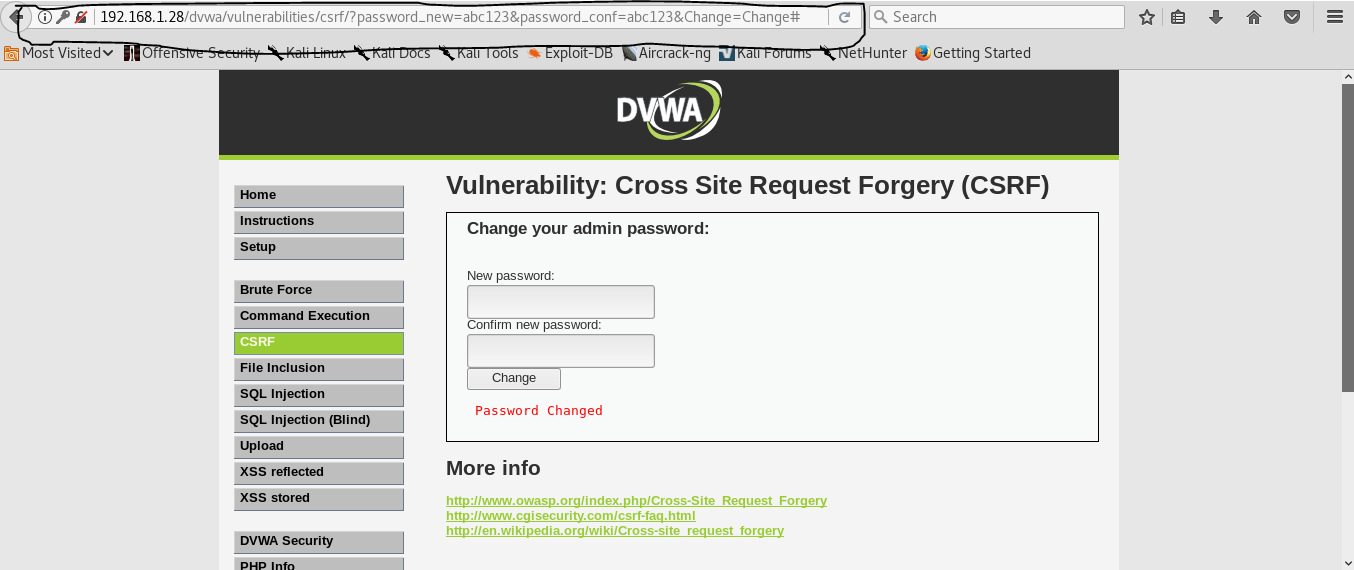 192.168.1.28/dvwa/vulnerabilities/csrf/?password_new=abc123&password_conf=abc123&Change=Change#
Search
Most Visited Offensive Security Kali Linux Kali Docs Kali Tools Exploit-DB Aircrack-ng Kali Forums NetHunter Getting Started
DVWA
Home
Instructions
Setup
Brute Force
Command Execution
CSRF
File Inclusion
SQL Injection
SQL Injection (Blind)
Upload
XSS reflected
XSS stored
DVWA Security
PHP Info
Vulnerability: Cross Site Request Forgery (CSRF)
Change your admin password:
New password:
Confirm new password:
Change
Password Changed
More info
http://www.owasp.org/index.php/Cross-Site_Request_Forgery
http://www.cgisecurity.com/csrf-faq.html
http://en.wikipedia.org/wiki/Cross-site_request_forgery